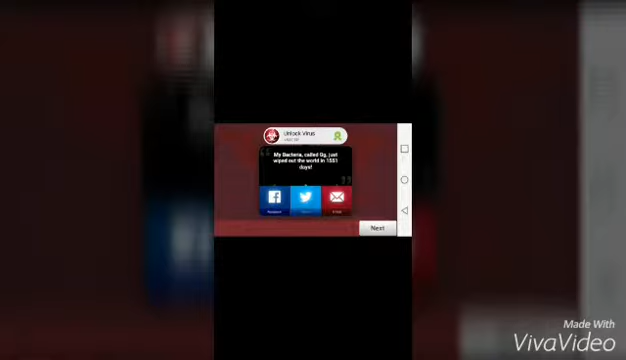 Unlock Virus
My Bacteria, called Gg, just
wiped out the world in 1551
days!
Next
Made With
VivaVideo